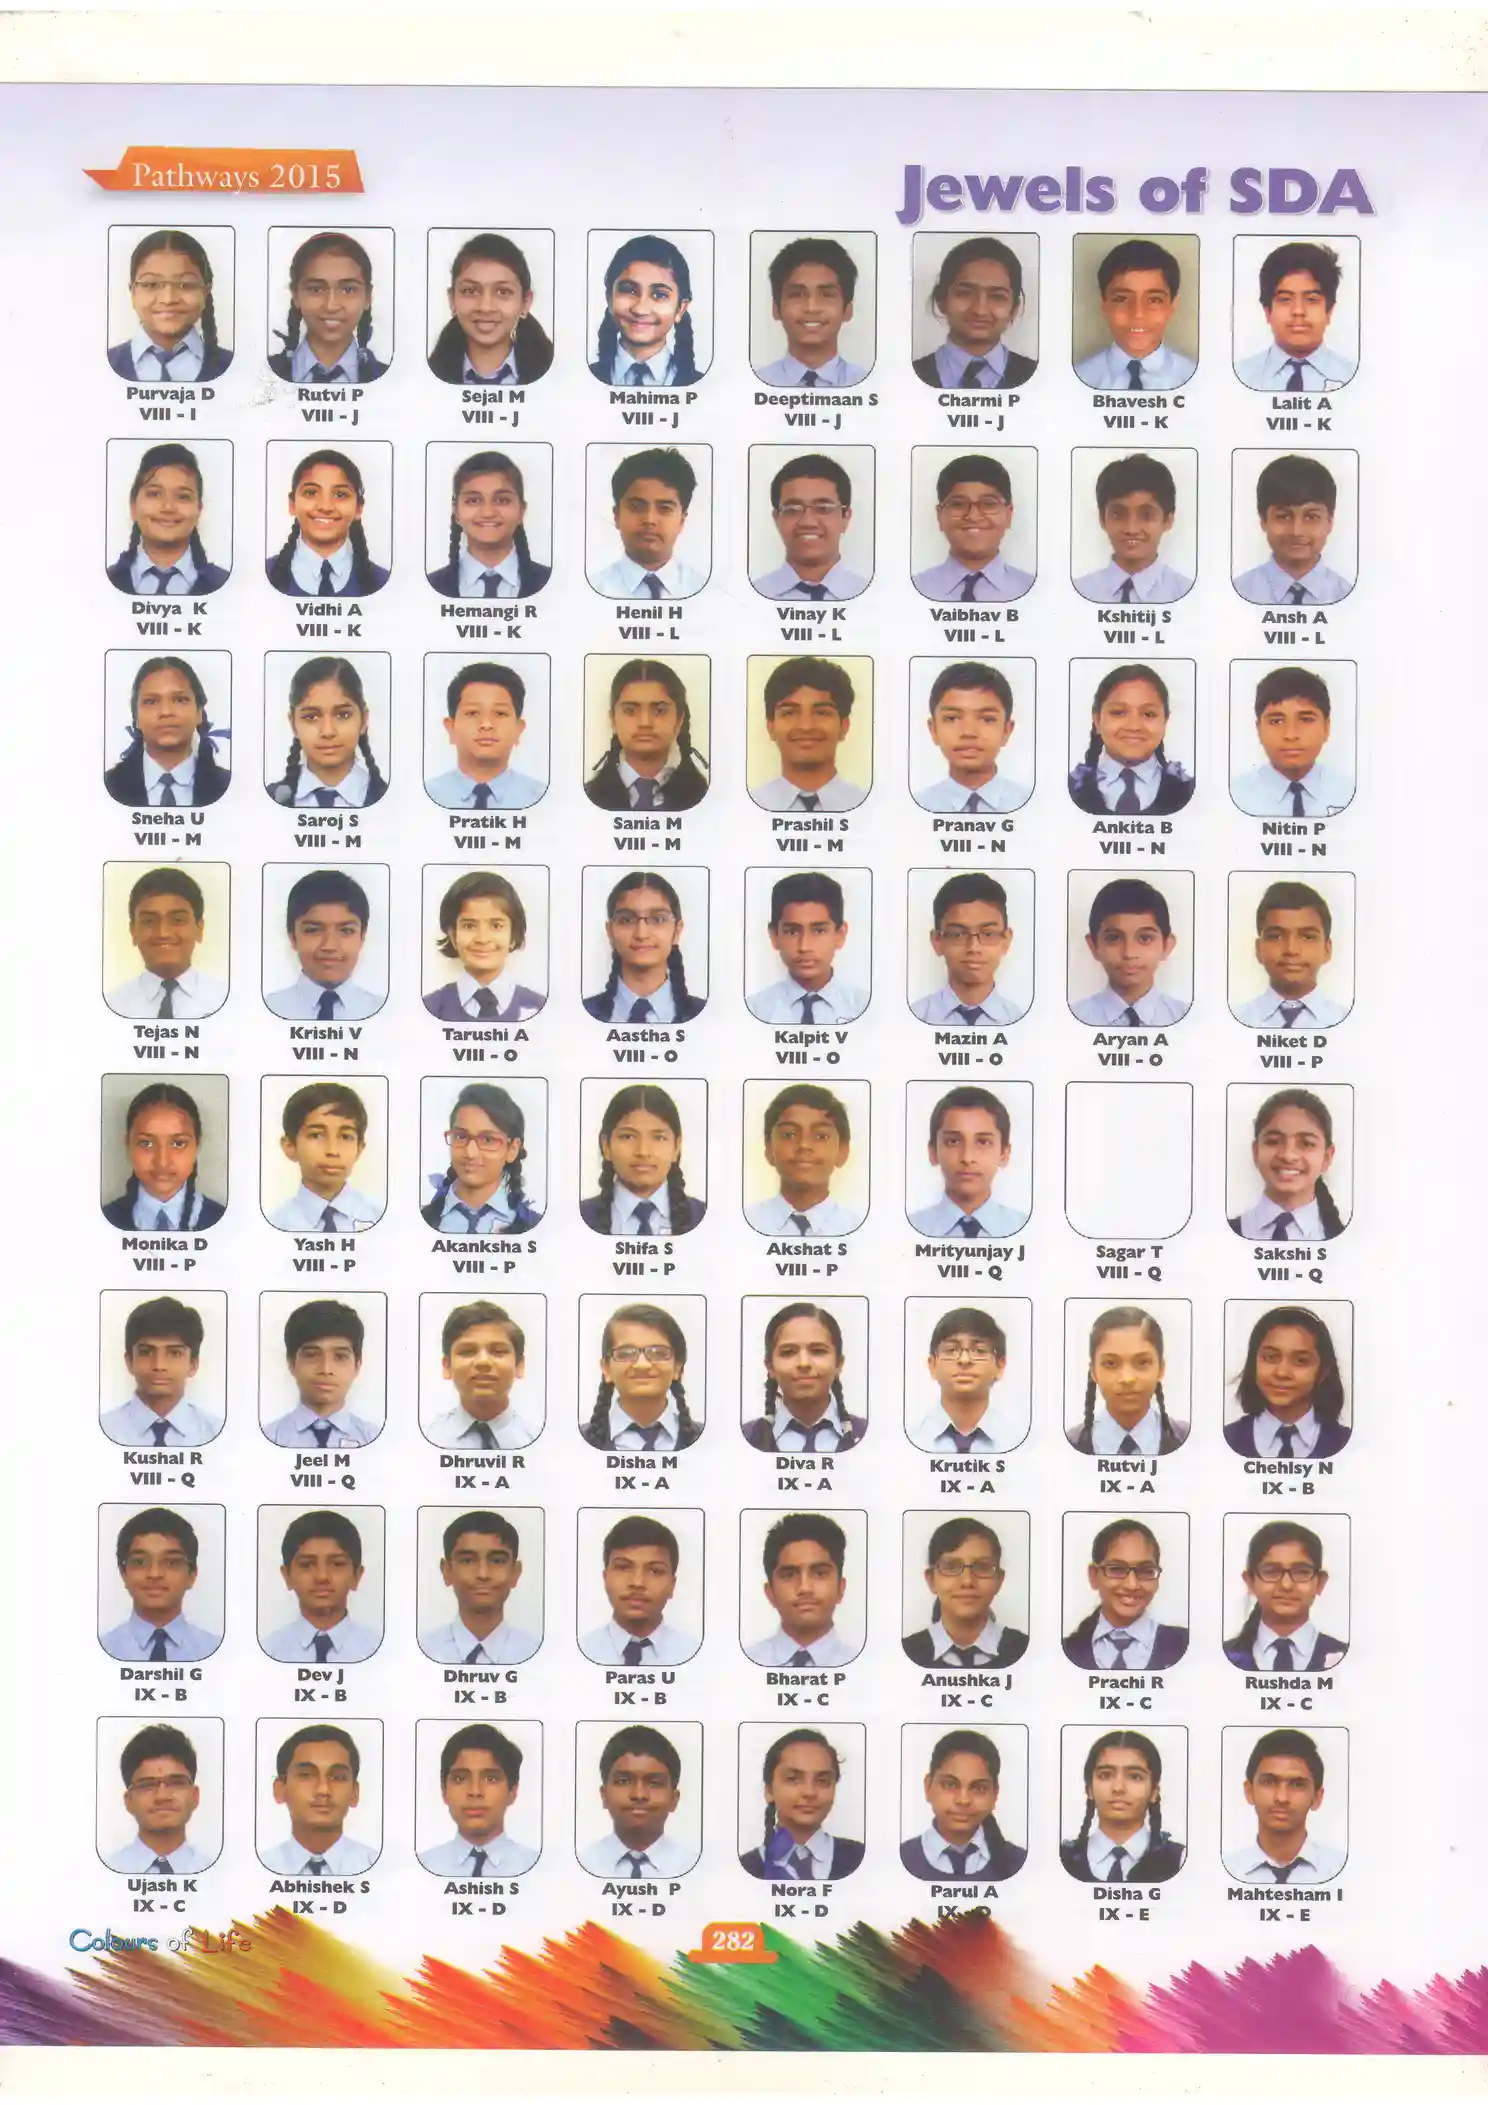 Pathways 2015
Jewels of SDA
Purvaja D Rutvi P Sejal M Mahima P Deeptimaan S Charmi P Bhavesh C Lalit A
VIII - I VIII - J VIII - J VIII - J VIII - J VIII - J VIII - K VIII - K
Divya K Vidhi A Hemangi R Henil H Vinay K Vaibhav B Kshitij S Ansh A
VIII - K VIII - K VIII - K VIII - L VIII - L VIII - L VIII - L VIII - L
Sneha U Saroj S Pratik H Sania M Prashil S Pranav G Ankita B Nitin P
VIII - M VIII - M VIII - M VIII - M VIII - M VIII - N VIII - N VIII - N
Tejas N Krishi V Tarushi A Aastha S Kalpit V Mazin A Aryan A Niket D
VIII - N VIII - N VIII - O VIII - O VIII - O VIII - O VIII - O VIII - P
Monika D Yash H Akanksha S Shifa S Akshat S Mrityunjay J Sagar T Sakshi S
VIII - P VIII - P VIII - P VIII - P VIII - P VIII - Q VIII - Q VIII - Q
Kushal R Jeel M Dhruvil R Disha M Diva R Krutik S Rutvi J Chehlsy N
VIII - Q VIII - Q IX - A IX - A IX - A IX - A IX - A IX - B
Darshil G Dev J Dhruv G Paras U Bharat P Anushka J Prachi R Rushda M
IX - B IX - B IX - B IX - B IX - C IX - C IX - C IX - C
Ujash K Abhishek S Ashish S Ayush P Nora F Parul A Disha G Mahtesham I
IX - C IX - D IX - D IX - D IX - D IX - E IX - E
Colours of Life
282